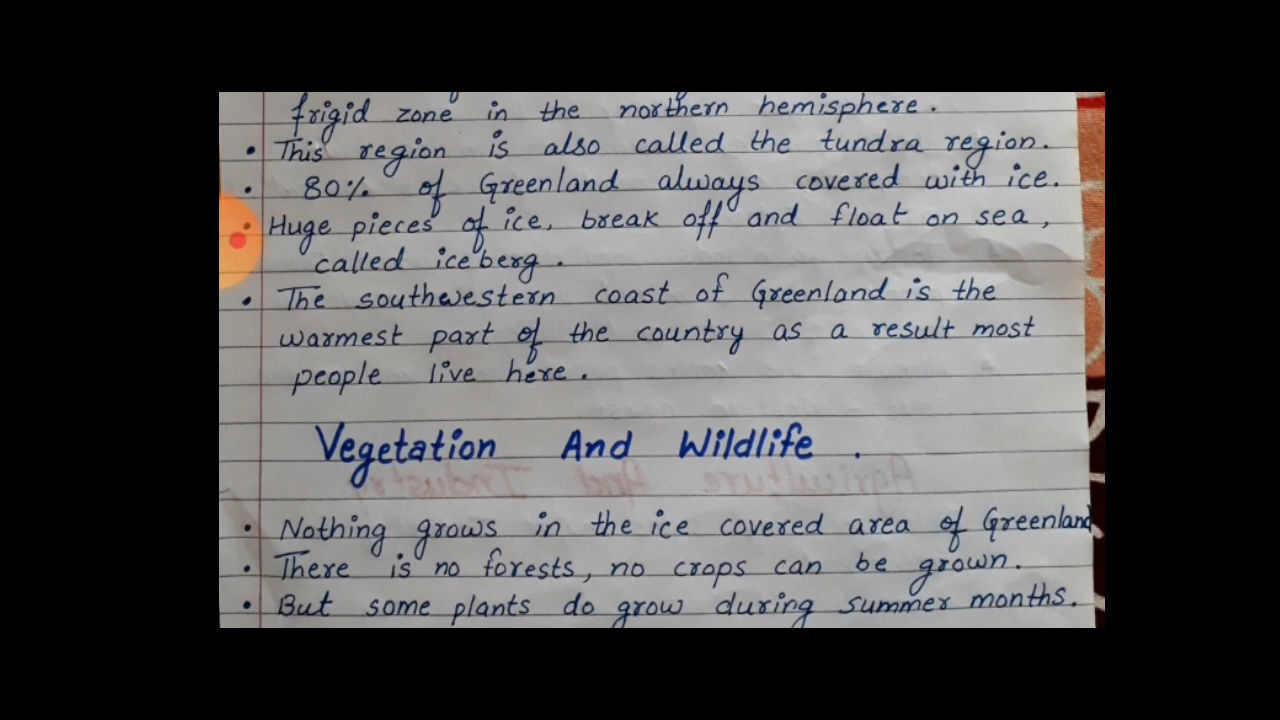 frigid zone in the northern hemisphere.
• This region is also called the tundra region.
• 80% of Greenland always covered with ice.
• Huge pieces of ice, break off and float on sea,
called iceberg.
• The southwestern coast of Greenland is the
warmest part of the country as a result most
people live here.
Vegetation And Wildlife.
• Nothing grows in the ice covered area of Greenland
• There is no forests, no crops can be grown.
• But some plants do grow during summer months.
Agriculture And Industry